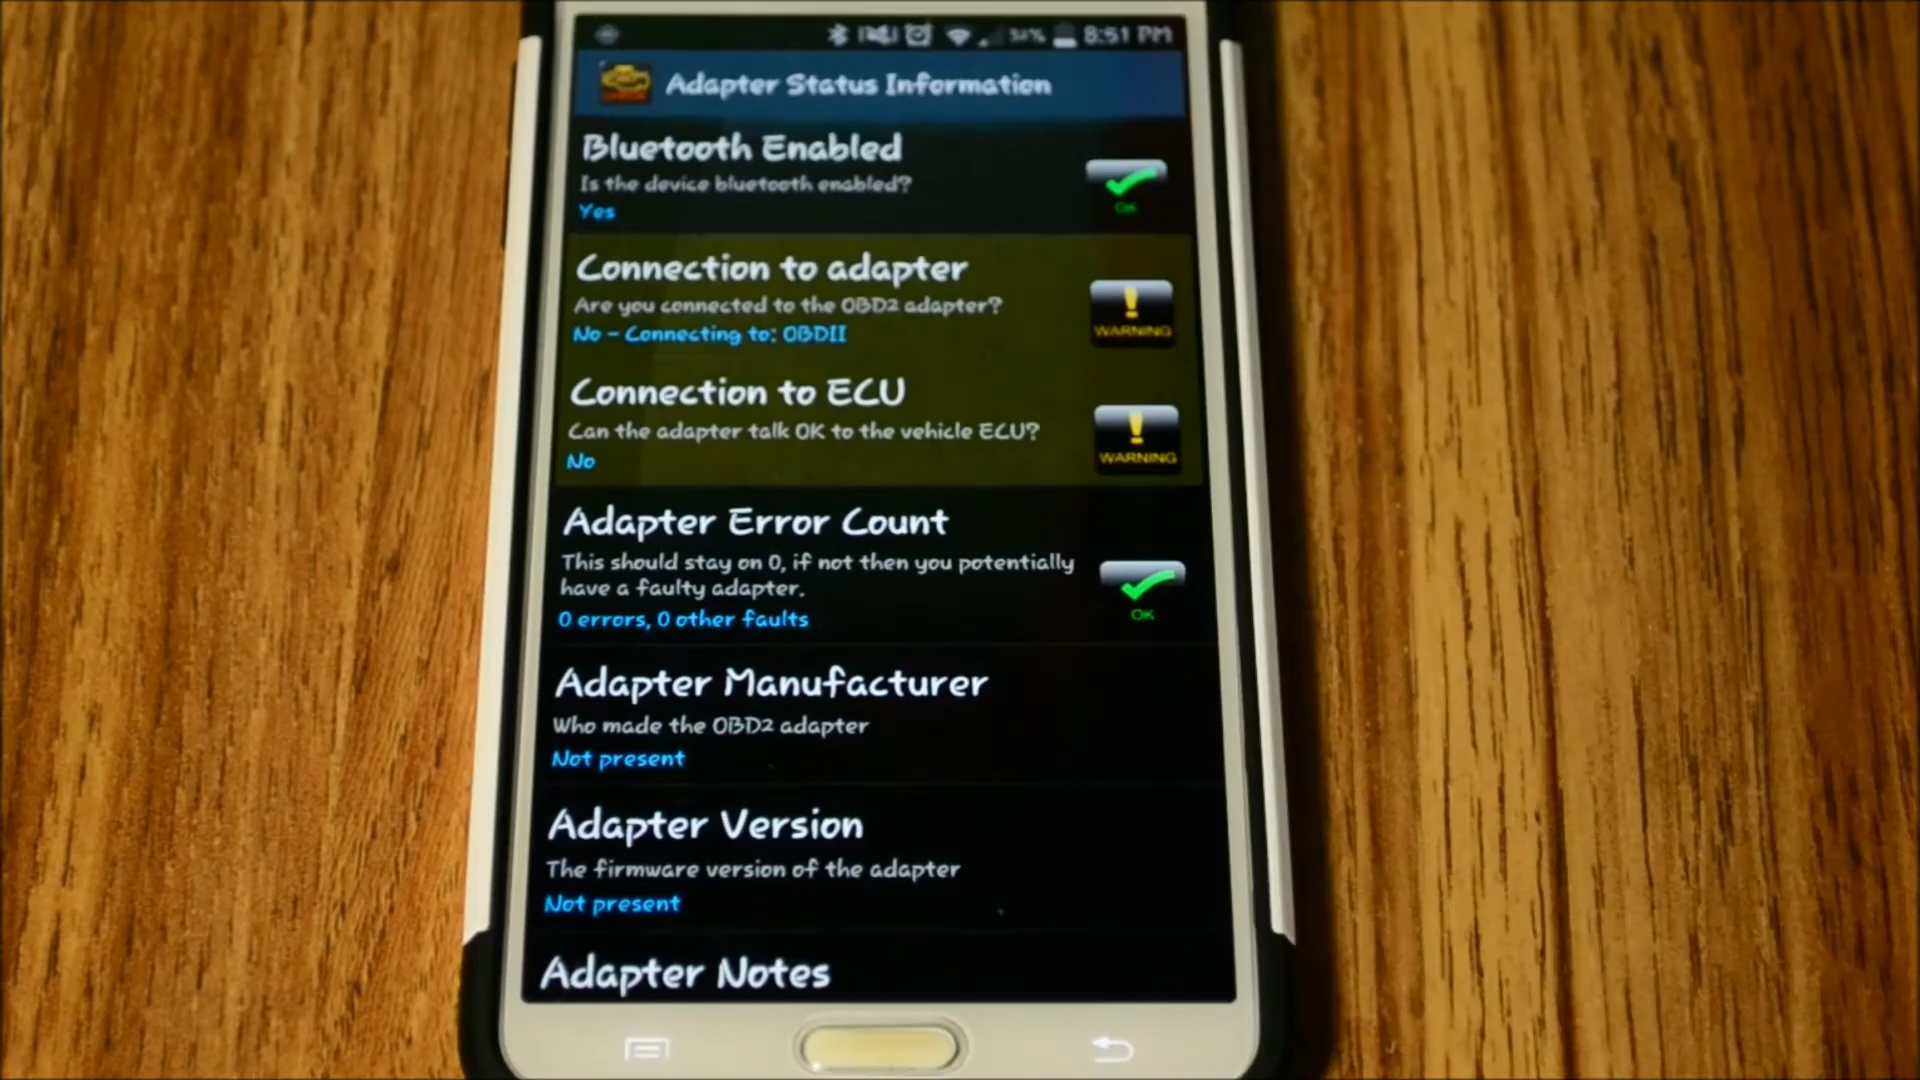 8:51 PM
Adapter Status Information
Bluetooth Enabled
Is the device bluetooth enabled?
Yes
OK
Connection to adapter
Are you connected to the OBD2 adapter?
No - Connecting to: OBDII
WARNING
Connection to ECU
Can the adapter talk OK to the vehicle ECU?
No
WARNING
Adapter Error Count
This should stay on 0, if not then you potentially
have a faulty adapter.
0 errors, 0 other faults
OK
Adapter Manufacturer
Who made the OBD2 adapter
Not present
Adapter Version
The firmware version of the adapter
Not present
Adapter Notes